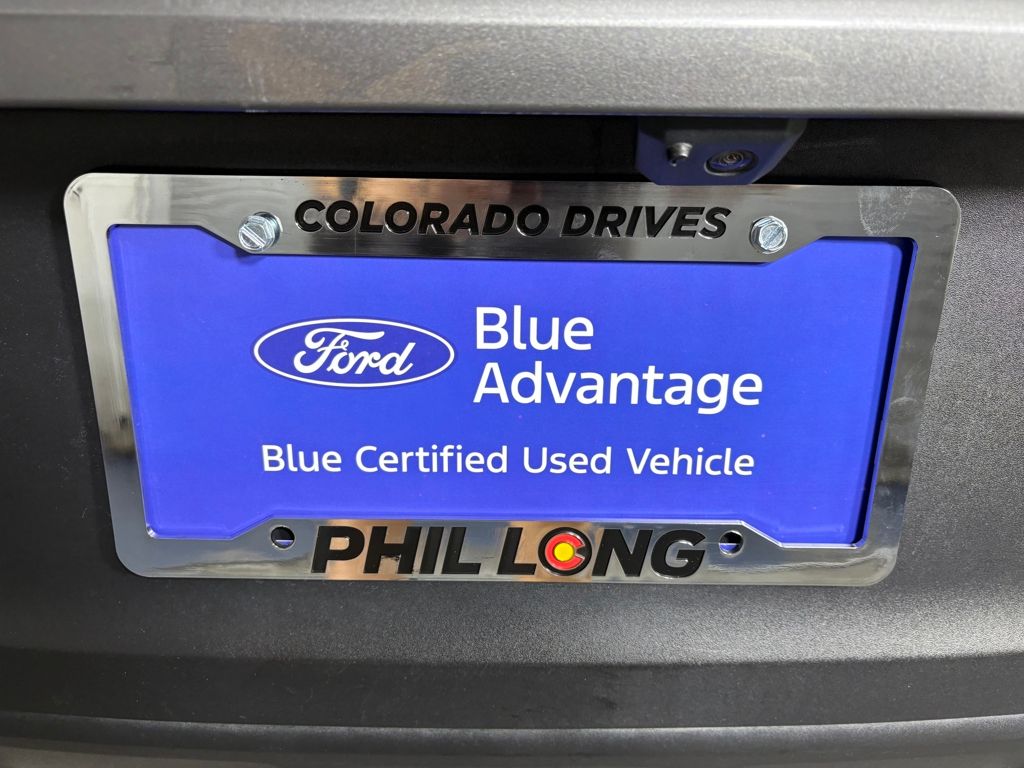 COLORADO DRIVES
Ford
Blue
Advantage
Blue Certified Used Vehicle
PHIL LONG